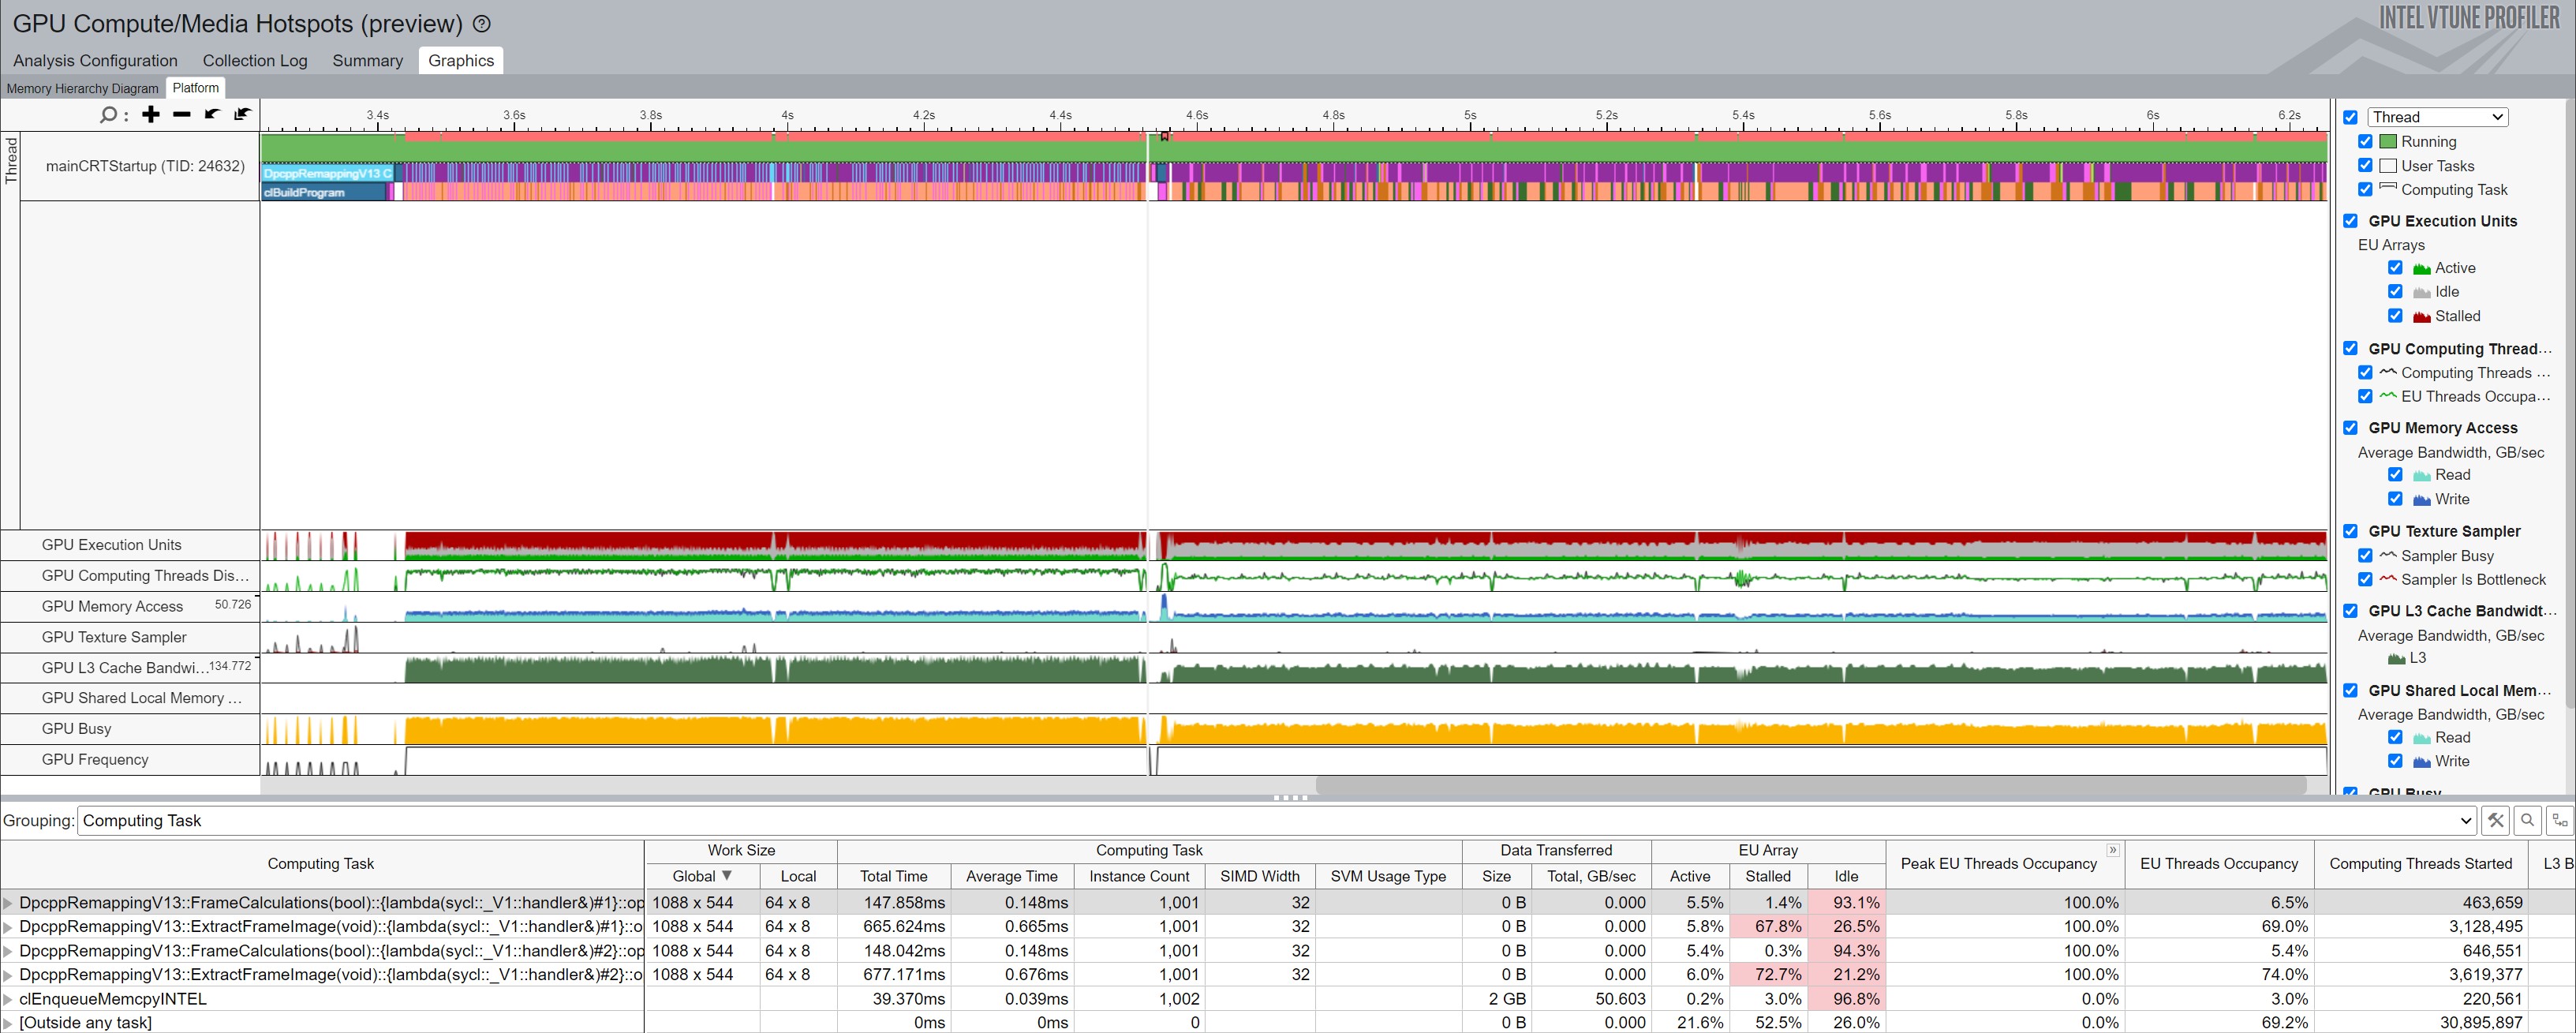 GPU Compute/Media Hotspots (preview)
INTEL VTUNE PROFILER
Analysis Configuration Collection Log Summary Graphics
Memory Hierarchy Diagram Platform
3.4s 3.6s 3.8s 4s 4.2s 4.4s 4.6s 4.8s 5s 5.2s 5.4s 5.6s 5.8s 6s 6.2s
Thread
mainCRTStartup (TID: 24632)
DpcppRemappingV13 C
clBuildProgram
GPU Execution Units
GPU Computing Threads Dis...
GPU Memory Access 50.726
GPU Texture Sampler
GPU L3 Cache Bandwi... 134.772
GPU Shared Local Memory ...
GPU Busy
GPU Frequency
Thread
Running
User Tasks
Computing Task
GPU Execution Units
EU Arrays
Active
Idle
Stalled
GPU Computing Thread...
Computing Threads ...
EU Threads Occupa...
GPU Memory Access
Average Bandwidth, GB/sec
Read
Write
GPU Texture Sampler
Sampler Busy
Sampler Is Bottleneck
GPU L3 Cache Bandwidt...
Average Bandwidth, GB/sec
L3
GPU Shared Local Mem...
Average Bandwidth, GB/sec
Read
Write
GPU Busy
Grouping: Computing Task
Computing Task Work Size Computing Task Data Transferred EU Array Peak EU Threads Occupancy EU Threads Occupancy Computing Threads Started L3 B
Global Local Total Time Average Time Instance Count SIMD Width SVM Usage Type Size Total, GB/sec Active Stalled Idle
DpcppRemappingV13::FrameCalculations(bool)::{lambda(sycl::_V1::handler&)#1}::op 1088 x 544 64 x 8 147.858ms 0.148ms 1,001 32 0 B 0.000 5.5% 1.4% 93.1% 100.0% 6.5% 463,659
DpcppRemappingV13::ExtractFrameImage(void)::{lambda(sycl::_V1::handler&)#1}::o 1088 x 544 64 x 8 665.624ms 0.665ms 1,001 32 0 B 0.000 5.8% 67.8% 26.5% 100.0% 69.0% 3,128,495
DpcppRemappingV13::FrameCalculations(bool)::{lambda(sycl::_V1::handler&)#2}::op 1088 x 544 64 x 8 148.042ms 0.148ms 1,001 32 0 B 0.000 5.4% 0.3% 94.3% 100.0% 5.4% 646,551
DpcppRemappingV13::ExtractFrameImage(void)::{lambda(sycl::_V1::handler&)#2}::o 1088 x 544 64 x 8 677.171ms 0.676ms 1,001 32 0 B 0.000 6.0% 72.7% 21.2% 100.0% 74.0% 3,619,377
clEnqueueMemcpyINTEL 39.370ms 0.039ms 1,002 2 GB 50.603 0.2% 3.0% 96.8% 0.0% 3.0% 220,561
[Outside any task] 0ms 0ms 0 0 B 0.000 21.6% 52.5% 26.0% 0.0% 69.2% 30,895,897